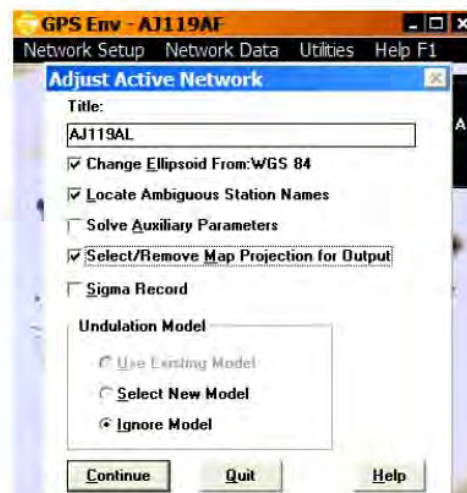 GPS Env - AJ119AF
Network Setup Network Data Utilities Help F1
Adjust Active Network
Title:
AJ119AL
Change Ellipsoid From:WGS 84
Locate Ambiguous Station Names
Solve Auxiliary Parameters
Select/Remove Map Projection for Output
Sigma Record
Undulation Model
Use Existing Model
Select New Model
Ignore Model
Continue Quit Help
A